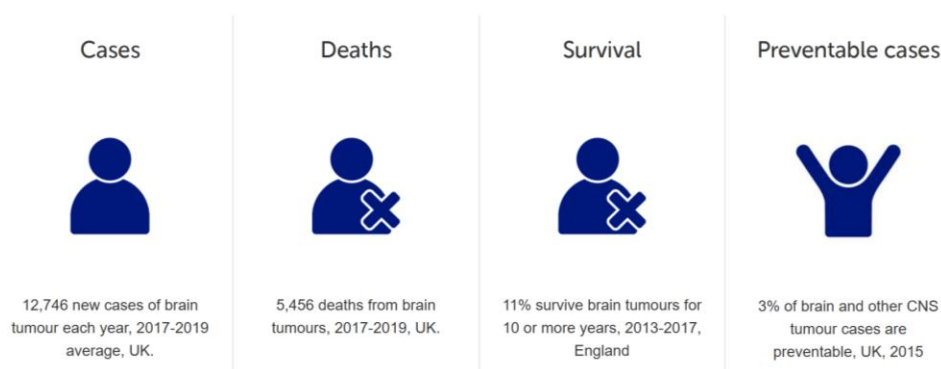 Cases
12,746 new cases of brain
tumour each year, 2017-2019
average, UK.
Deaths
5,456 deaths from brain
tumours, 2017-2019, UK.
Survival
11% survive brain tumours for
10 or more years, 2013-2017,
England
Preventable cases
3% of brain and other CNS
tumour cases are
preventable, UK, 2015